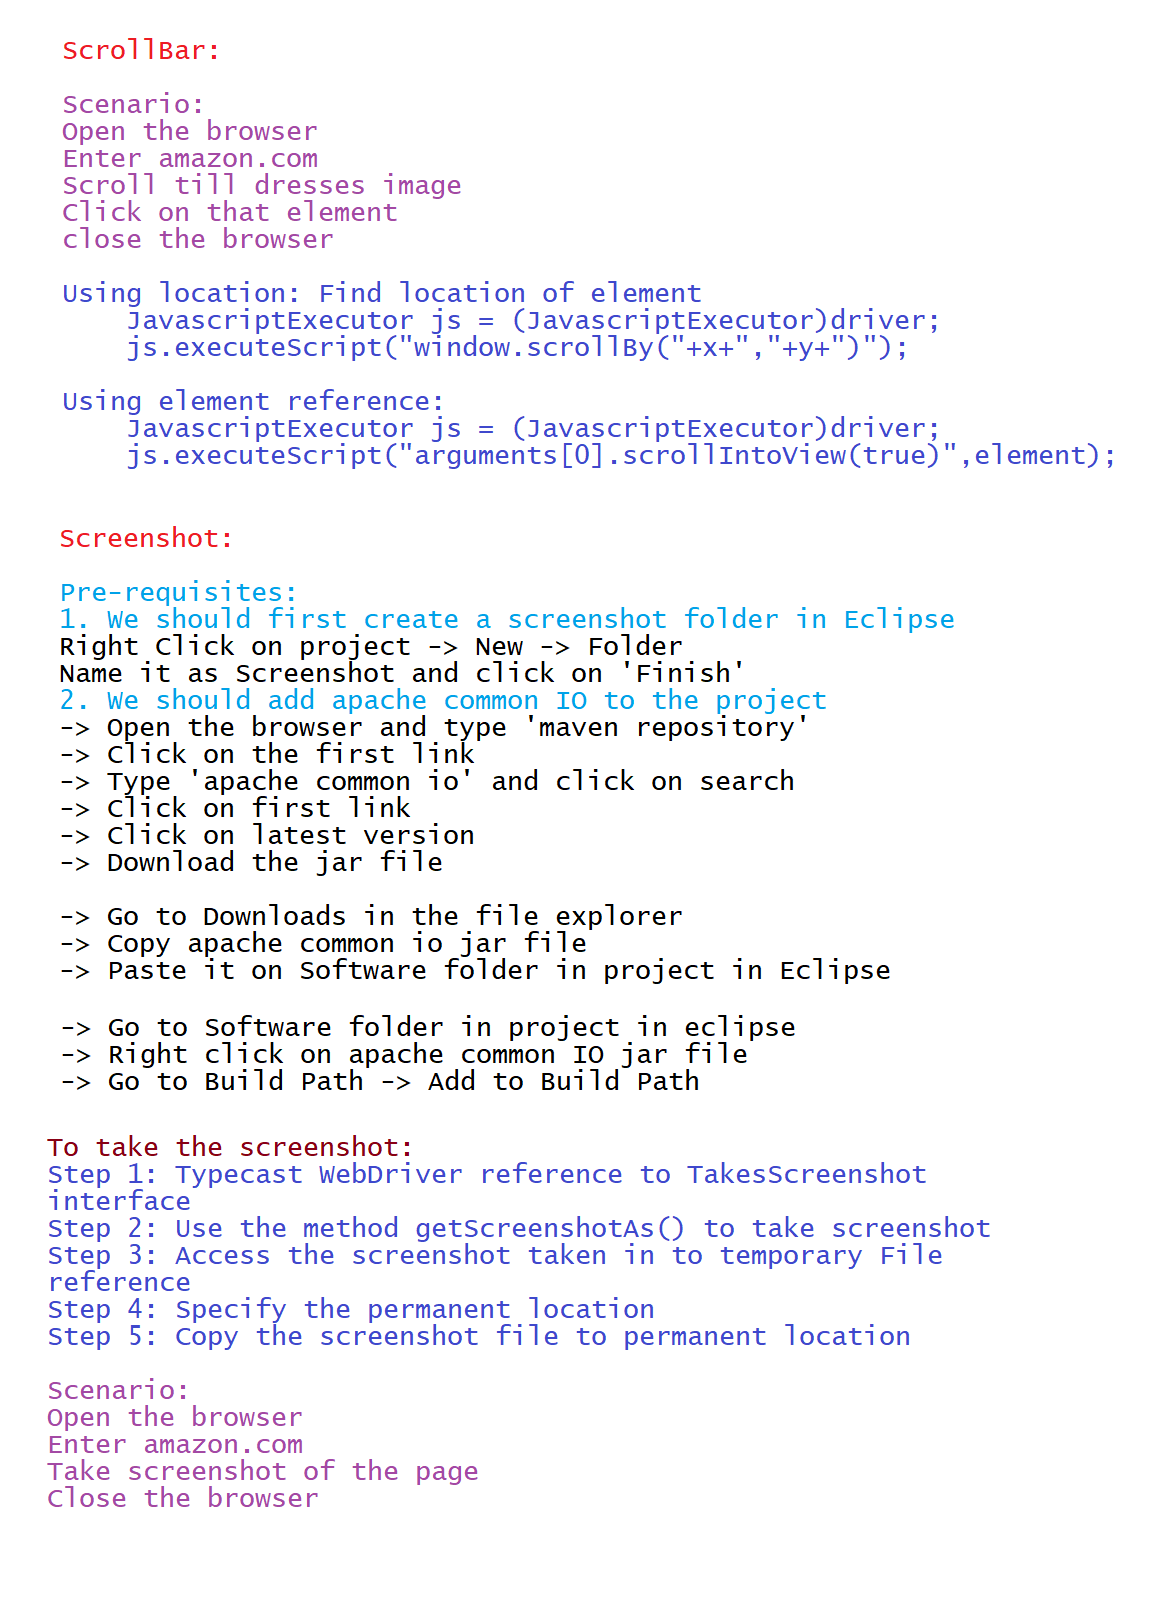 ScrollBar:
Scenario:
Open the browser
Enter amazon.com
Scroll till dresses image
Click on that element
close the browser
Using location: Find location of element
JavascriptExecutor js = (JavascriptExecutor)driver;
js.executeScript("window.scrollBy("+x+","+y+")");
Using element reference:
JavascriptExecutor js = (JavascriptExecutor)driver;
js.executeScript("arguments[0].scrollIntoView(true)",element);
Screenshot:
Pre-requisites:
1. We should first create a screenshot folder in Eclipse
Right Click on project -> New -> Folder
Name it as Screenshot and click on 'Finish'
2. We should add apache common IO to the project
-> Open the browser and type 'maven repository'
-> Click on the first link
-> Type 'apache common io' and click on search
-> Click on first link
-> Click on latest version
-> Download the jar file
-> Go to Downloads in the file explorer
-> Copy apache common io jar file
-> Paste it on Software folder in project in Eclipse
-> Go to Software folder in project in eclipse
-> Right click on apache common IO jar file
-> Go to Build Path -> Add to Build Path
To take the screenshot:
Step 1: Typecast WebDriver reference to TakesScreenshot
interface
Step 2: Use the method getScreenshotAs() to take screenshot
Step 3: Access the screenshot taken in to temporary File
reference
Step 4: Specify the permanent location
Step 5: Copy the screenshot file to permanent location
Scenario:
Open the browser
Enter amazon.com
Take screenshot of the page
Close the browser